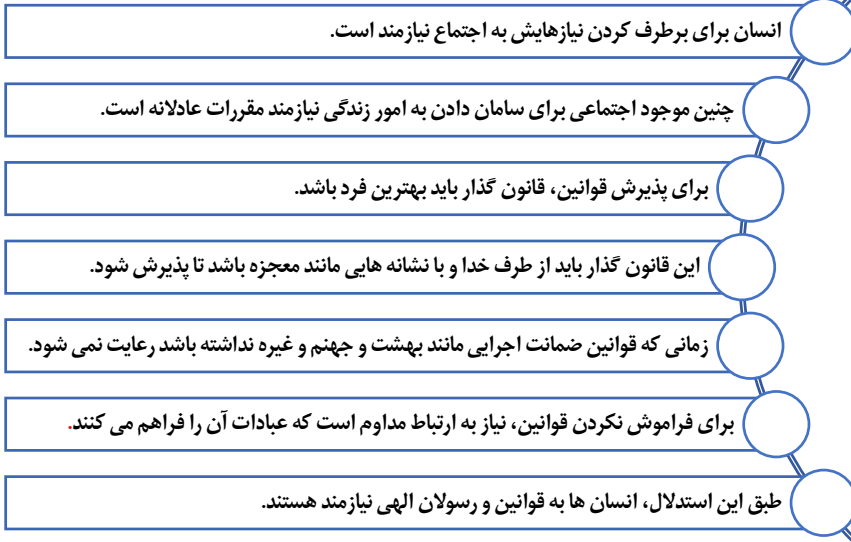 انسان برای برطرف کردن نیازهایش به اجتماع نیازمند است.
چنین موجود اجتماعی برای سامان دادن به امور زندگی نیازمند مقررات عادلانه است.
برای پذیرش قوانین، قانون گذار باید بهترین فرد باشد.
این قانون گذار باید از طرف خدا و با نشانه هایی مانند معجزه باشد تا پذیرش شود.
زمانی که قوانین ضمانت اجرایی مانند بهشت و جهنم و غیره نداشته باشد رعایت نمی شود.
برای فراموش نکردن قوانین، نیاز به ارتباط مداوم است که عبادات آن را فراهم می کنند.
طبق این استدلال، انسان ها به قوانین و رسولان الهی نیازمند هستند.